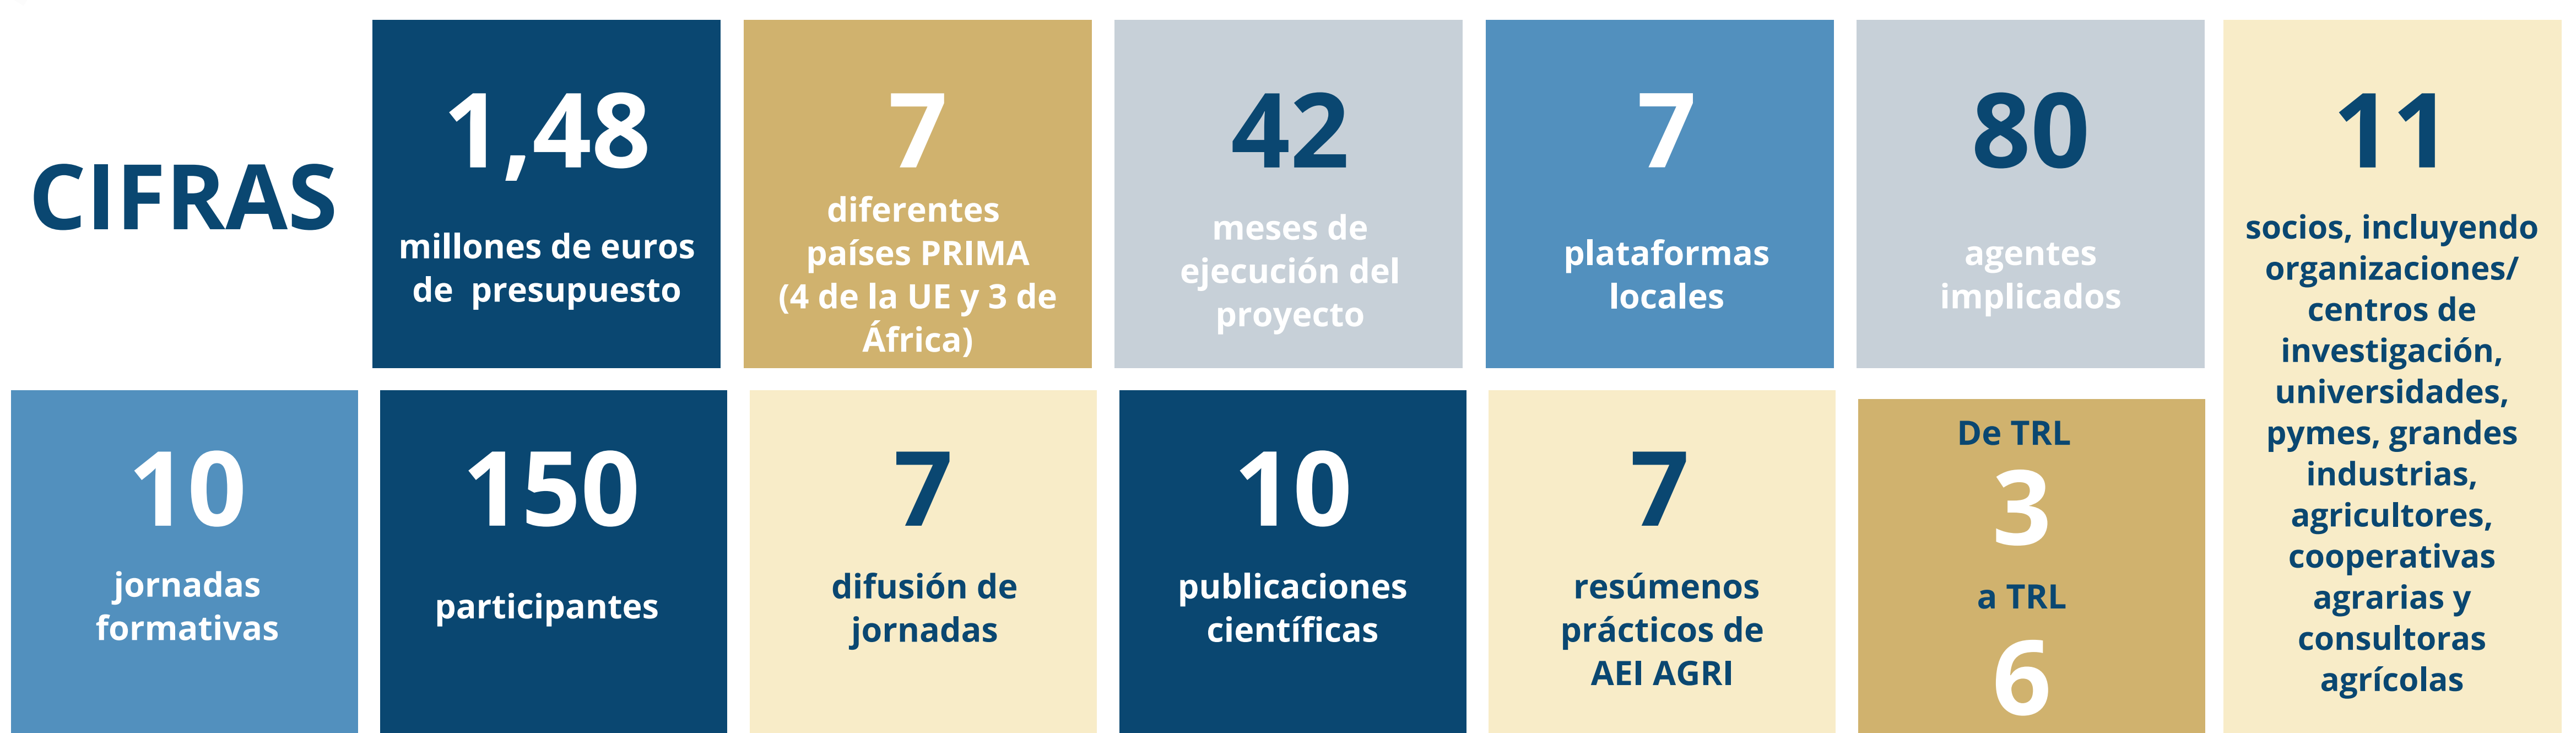 CIFRAS
1,48
millones de euros
de presupuesto
7
diferentes
países PRIMA
(4 de la UE y 3 de
África)
42
meses de
ejecución del
proyecto
7
plataformas
locales
80
agentes
implicados
11
socios, incluyendo
organizaciones/
centros de
investigación,
universidades,
pymes, grandes
industrias,
agricultores,
cooperativas
agrarias y
consultoras
agrícolas
10
jornadas
formativas
150
participantes
7
difusión de
jornadas
10
publicaciones
científicas
7
resúmenos
prácticos de
AEI AGRI
De TRL
3
a TRL
6